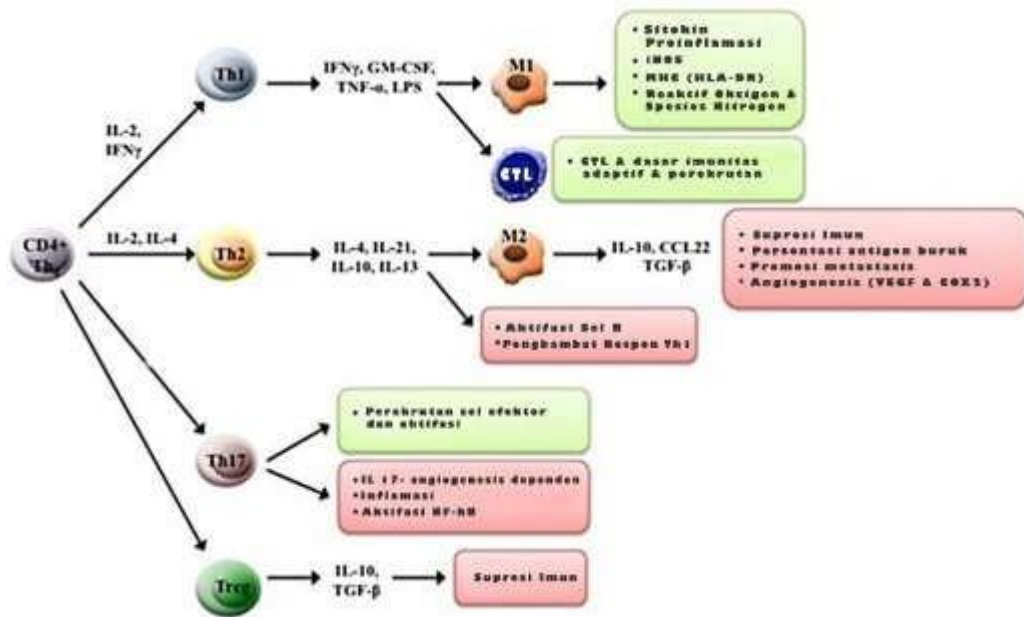 CD4+
Th0
IL-2,
IFNγ
Th1
IFNγ, GM-CSF,
TNF-α, LPS
M1
• Sitokin
Proinflamasi
• iNOS
• MHC (HLA-DR)
• Reaktif Oksigen &
Spesies Nitrogen
CTL
• CTL & dasar imunitas
adaptif & perekrutan
IL-2, IL-4
Th2
IL-4, IL-21,
IL-10, IL-13
M2
IL-10, CCL22
TGF-β
• Supresi Imun
• Persentasi antigen buruk
• Promosi metastasis
• Angiogenesis (VEGF & COX2)
• Aktifasi Sel B
• Penghambat Respon Th1
Th17
• Perekrutan sel efektor
dan aktifasi
• IL 17- angiogenesis dependen
• Inflamasi
• Aktifasi NF-kB
Treg
IL-10,
TGF-β
Supresi Imun